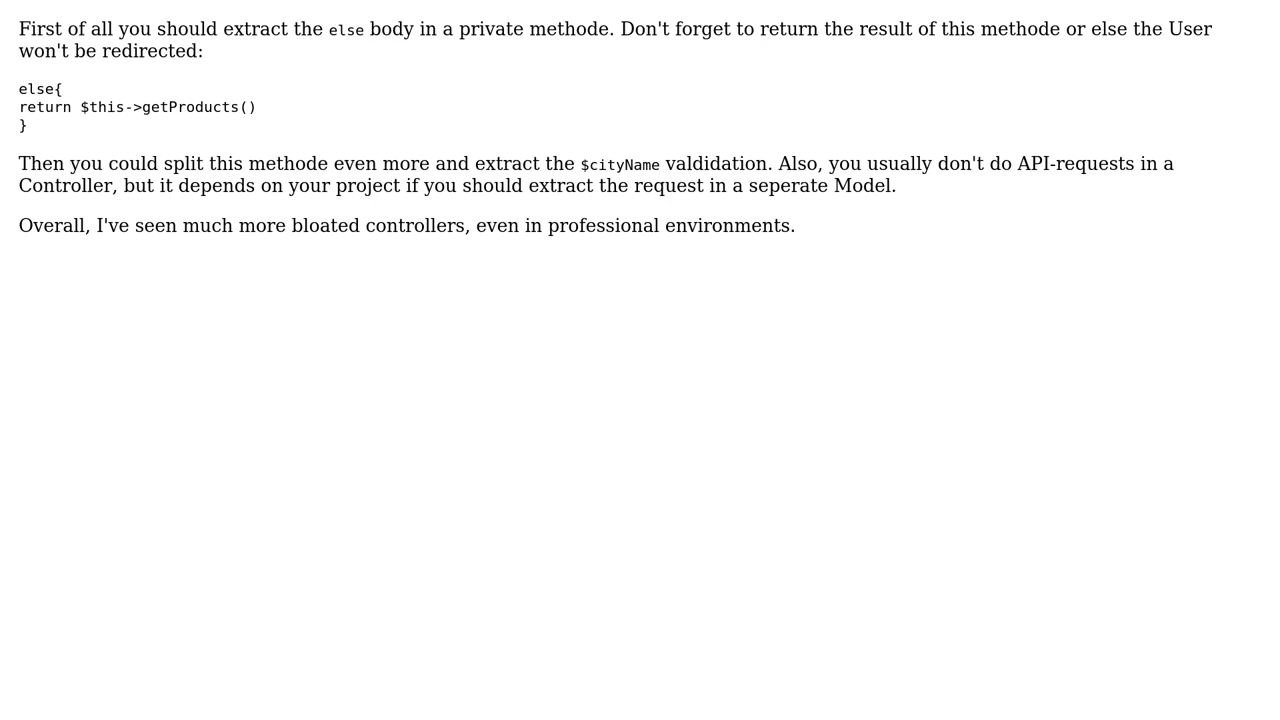 First of all you should extract the else body in a private methode. Don't forget to return the result of this methode or else the User
won't be redirected:
else{
return $this->getProducts()
}
Then you could split this methode even more and extract the $cityName valdidation. Also, you usually don't do API-requests in a
Controller, but it depends on your project if you should extract the request in a seperate Model.
Overall, I've seen much more bloated controllers, even in professional environments.